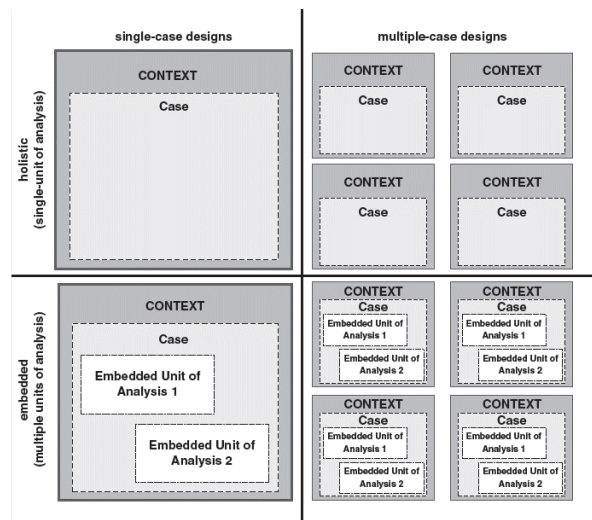 single-case designs
multiple-case designs
holistic
(single-unit of analysis)
CONTEXT
Case
CONTEXT
Case
CONTEXT
Case
CONTEXT
Case
CONTEXT
Case
embedded
(multiple units of analysis)
CONTEXT
Case
Embedded Unit of
Analysis 1
Embedded Unit of
Analysis 2
CONTEXT
Case
Embedded Unit of
Analysis 1
Embedded Unit of
Analysis 2
CONTEXT
Case
Embedded Unit of
Analysis 1
Embedded Unit of
Analysis 2
CONTEXT
Case
Embedded Unit of
Analysis 1
Embedded Unit of
Analysis 2
CONTEXT
Case
Embedded Unit of
Analysis 1
Embedded Unit of
Analysis 2